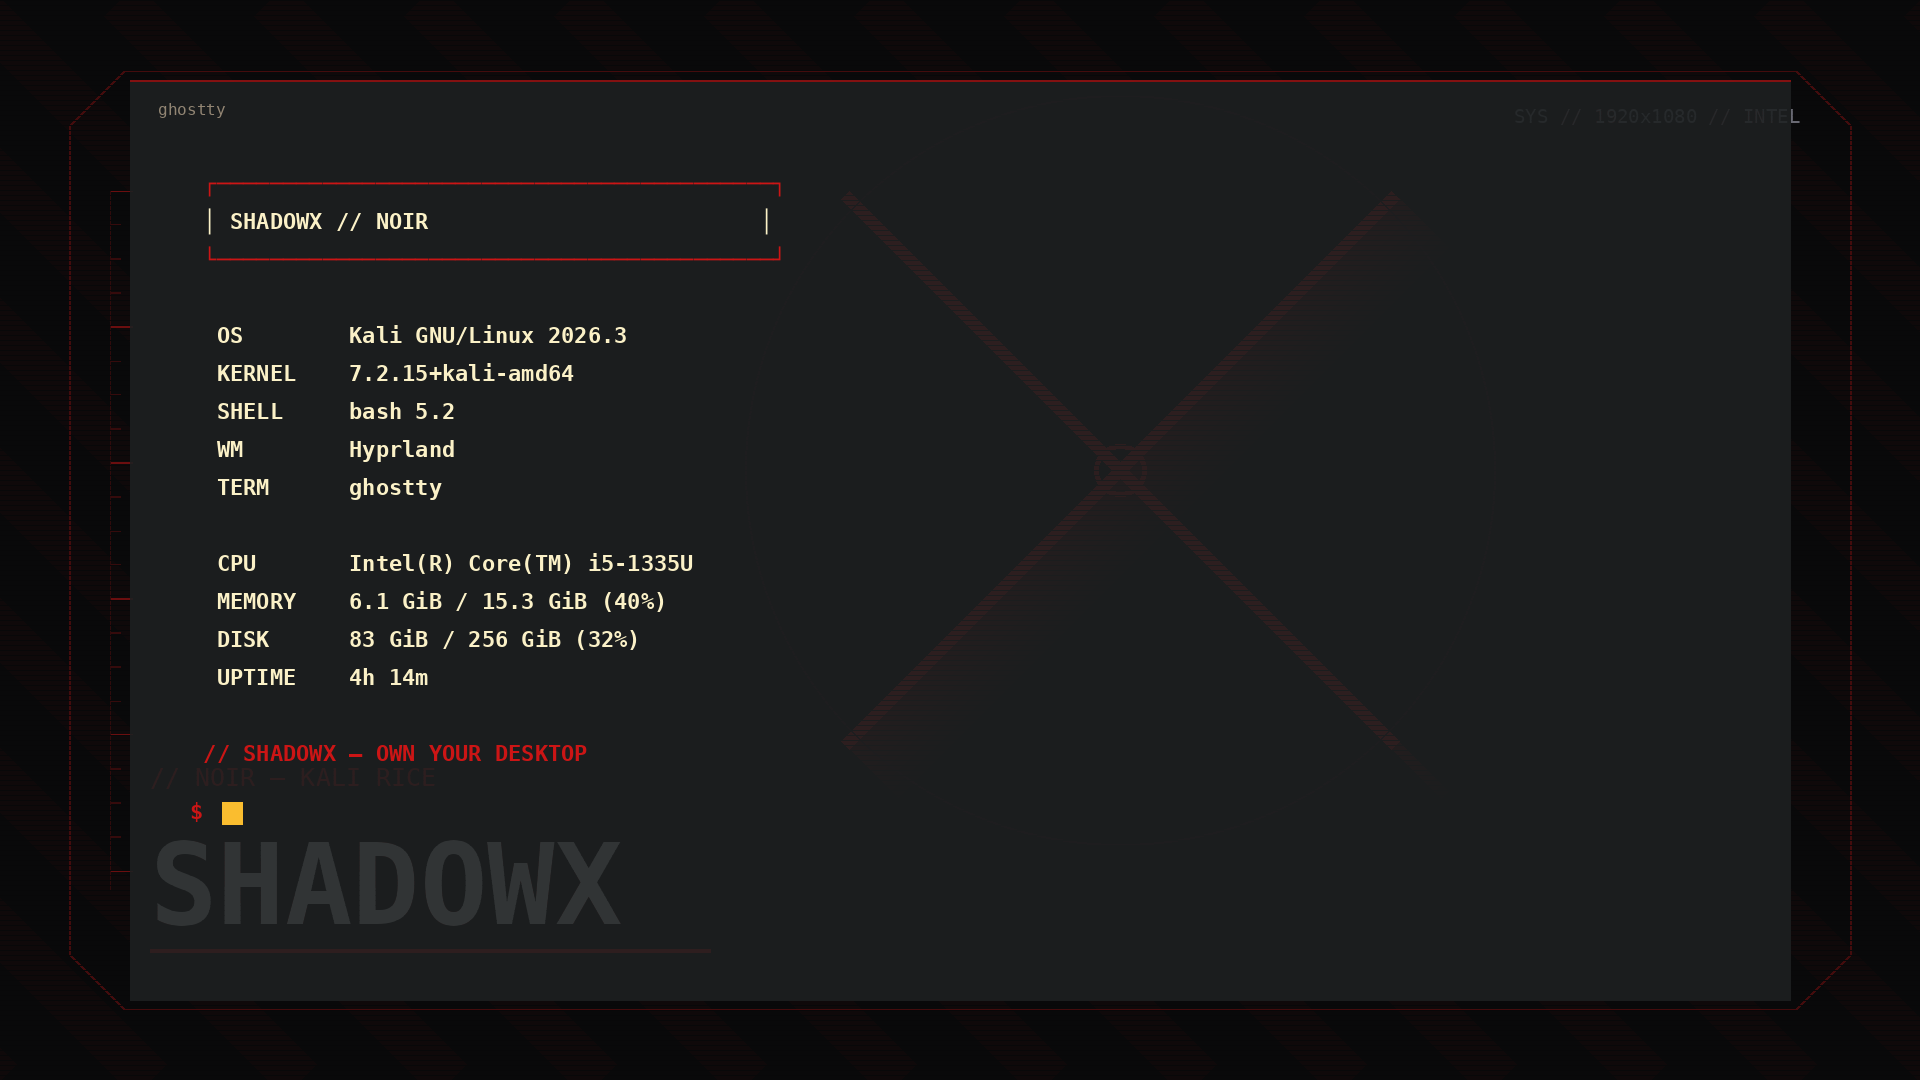 ghostty
SYS // 1920x1080 // INTEL
SHADOWX // NOIR
OS Kali GNU/Linux 2026.3
KERNEL 7.2.15+kali-amd64
SHELL bash 5.2
WM Hyprland
TERM ghostty
CPU Intel(R) Core(TM) i5-1335U
MEMORY 6.1 GiB / 15.3 GiB (40%)
DISK 83 GiB / 256 GiB (32%)
UPTIME 4h 14m
// SHADOWX — OWN YOUR DESKTOP
// NOIR — KALI RICE
$
SHADOWX